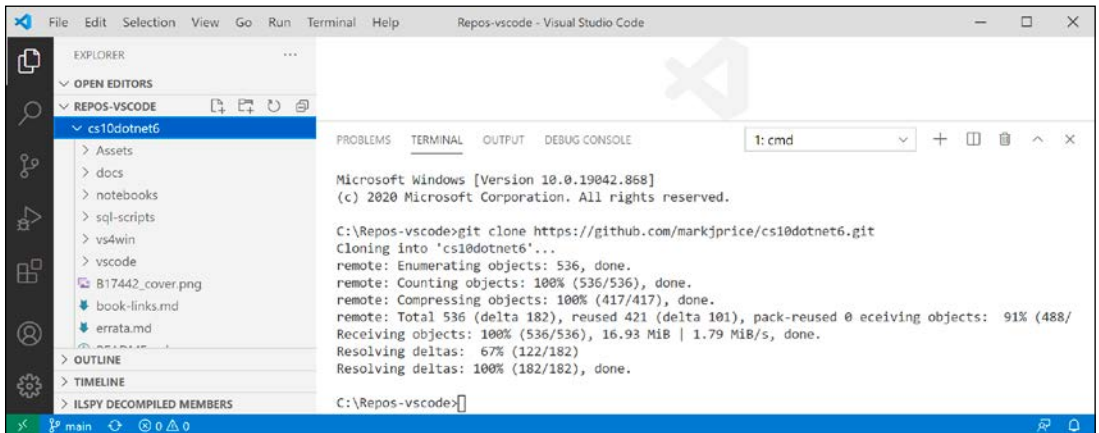 File Edit Selection View Go Run Terminal Help Repos-vscode - Visual Studio Code
EXPLORER
OPEN EDITORS
REPOS-VSCODE
cs10dotnet6
Assets
docs
notebooks
sql-scripts
vs4win
vscode
B17442_cover.png
book-links.md
errata.md
OUTLINE
TIMELINE
ILSPY DECOMPILED MEMBERS
PROBLEMS TERMINAL OUTPUT DEBUG CONSOLE 1: cmd
Microsoft Windows [Version 10.0.19042.868]
(c) 2020 Microsoft Corporation. All rights reserved.
C:\Repos-vscode>git clone https://github.com/markjprice/cs10dotnet6.git
Cloning into 'cs10dotnet6'...
remote: Enumerating objects: 536, done.
remote: Counting objects: 100% (536/536), done.
remote: Compressing objects: 100% (417/417), done.
remote: Total 536 (delta 182), reused 421 (delta 101), pack-reused 0 eceiving objects:  91% (488/
Receiving objects: 100% (536/536), 16.93 MiB | 1.79 MiB/s, done.
Resolving deltas:  67% (122/182)
Resolving deltas: 100% (182/182), done.
C:\Repos-vscode>
main 0 0